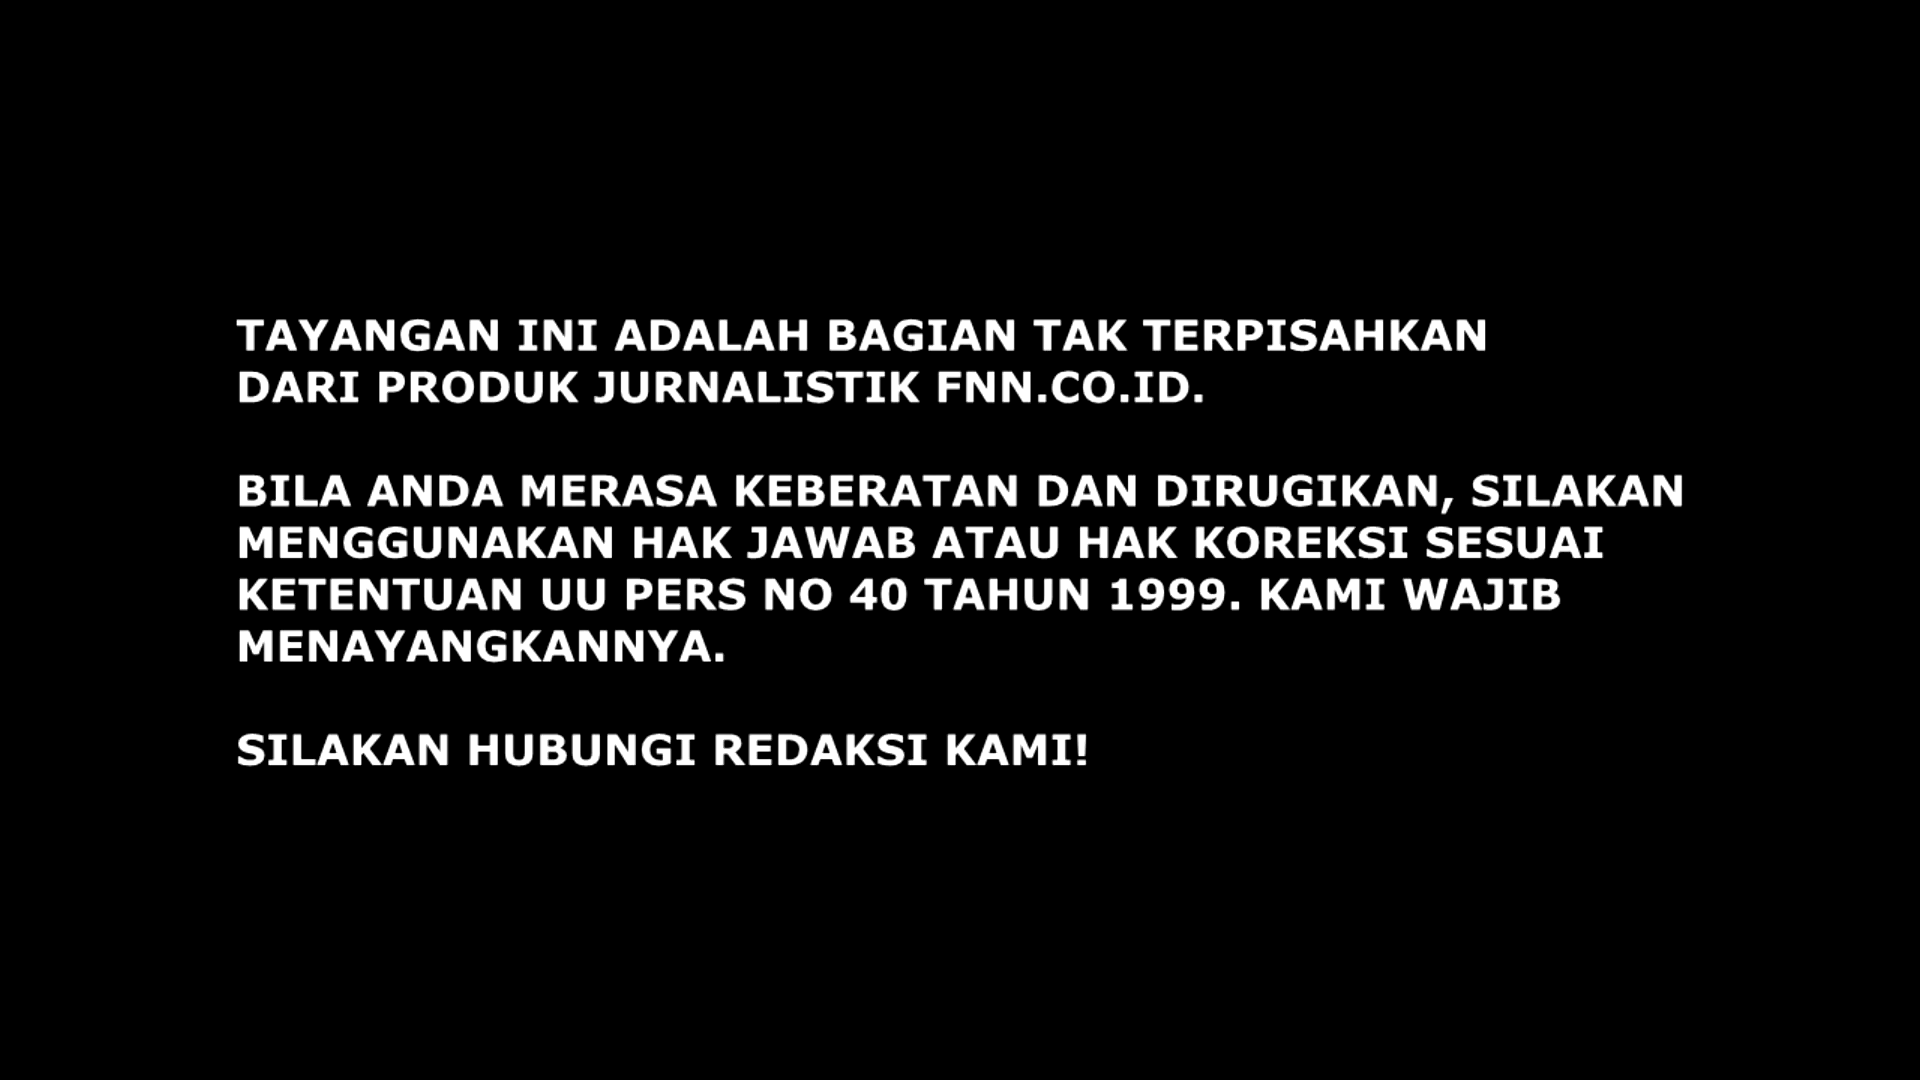 TAYANGAN INI ADALAH BAGIAN TAK TERPISAHKAN
DARI PRODUK JURNALISTIK FNN.CO.ID.
BILA ANDA MERASA KEBERATAN DAN DIRUGIKAN, SILAKAN
MENGGUNAKAN HAK JAWAB ATAU HAK KOREKSI SESUAI
KETENTUAN UU PERS NO 40 TAHUN 1999. KAMI WAJIB
MENAYANGKANNYA.
SILAKAN HUBUNGI REDAKSI KAMI!